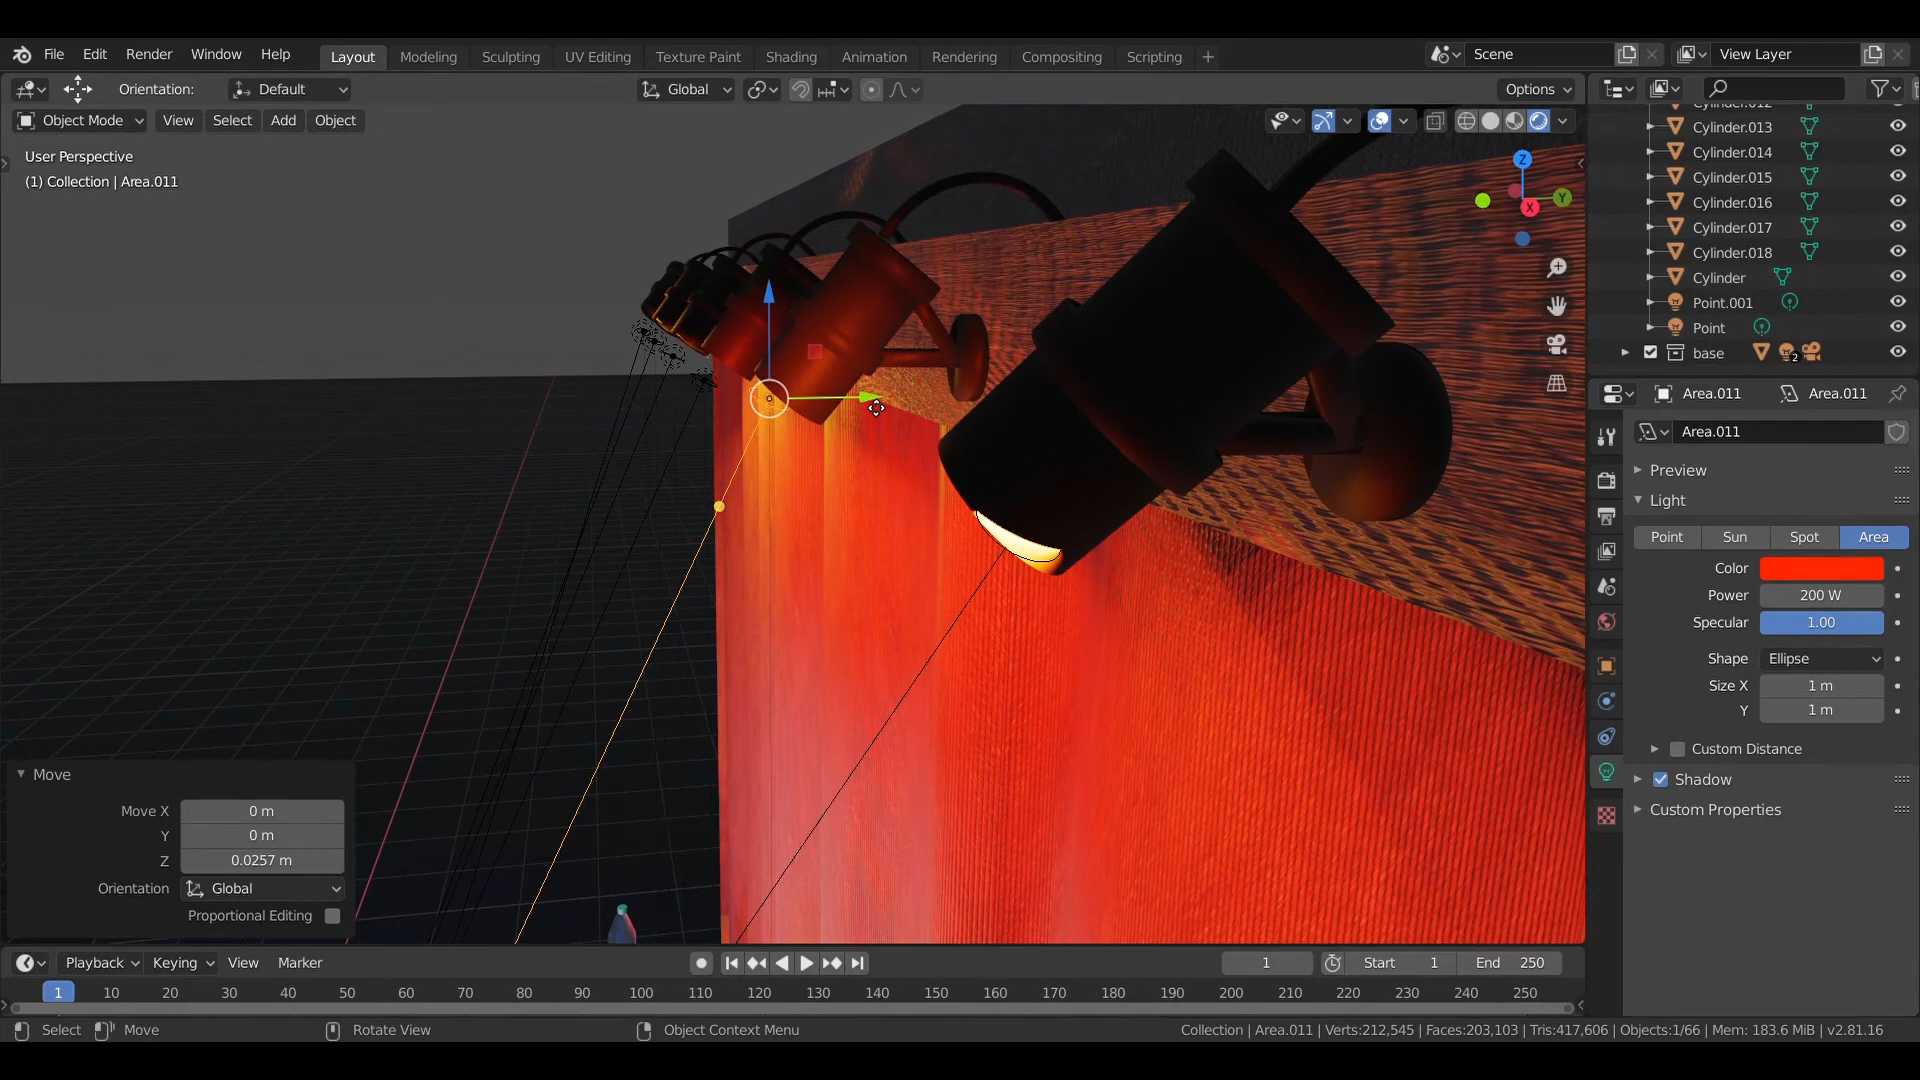 File Edit Render Window Help Layout Modeling Sculpting UV Editing Texture Paint Shading Animation Rendering Compositing Scripting + Scene View Layer
Orientation: Default Global Options
Object Mode View Select Add Object
User Perspective
(1) Collection | Area.011
Z
Y
X
Cylinder.012
Cylinder.013
Cylinder.014
Cylinder.015
Cylinder.016
Cylinder.017
Cylinder.018
Cylinder
Point.001
Point
base 2
Area.011 Area.011
Area.011
Preview
Light
Point Sun Spot Area
Color
Power 200 W
Specular 1.00
Shape Ellipse
Size X 1 m
Y 1 m
Custom Distance
Shadow
Custom Properties
Move
Move X 0 m
Y 0 m
Z 0.0257 m
Orientation Global
Proportional Editing
Playback Keying View Marker 1 Start 1 End 250
1 10 20 30 40 50 60 70 80 90 100 110 120 130 140 150 160 170 180 190 200 210 220 230 240 250
Select Move Rotate View Object Context Menu Collection | Area.011 | Verts:212,545 | Faces:203,103 | Tris:417,606 | Objects:1/66 | Mem: 183.6 MiB | v2.81.16